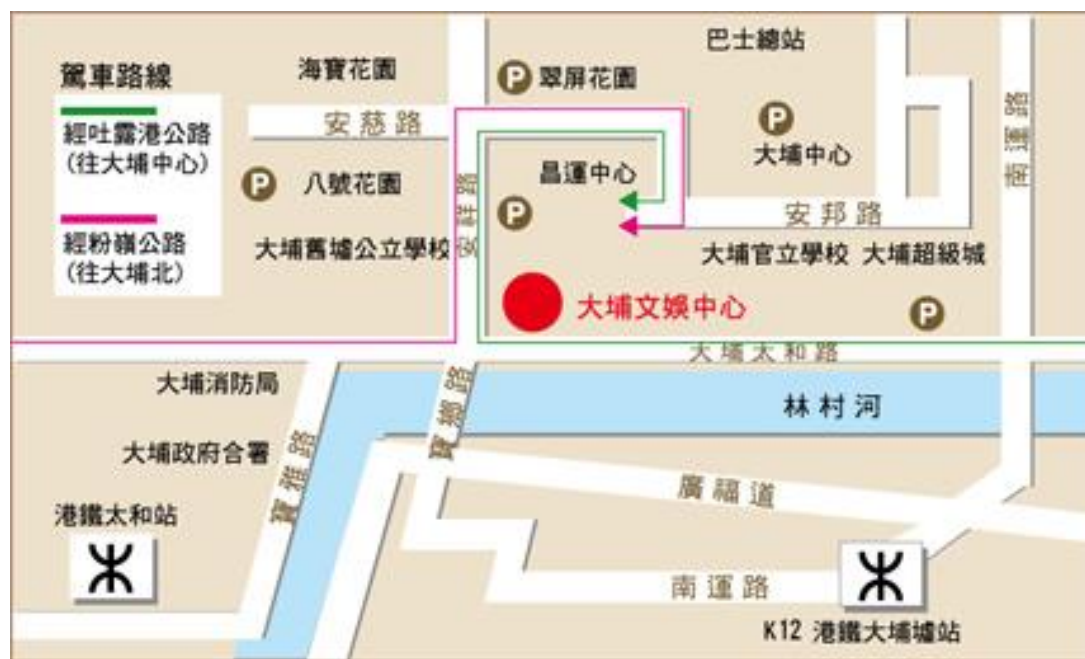 駕車路線
經吐露港公路
(往大埔中心)
經粉嶺公路
(往大埔北)
海寶花園
P 翠屏花園
巴士總站
安慈路
P
大埔中心
南運路
P 八號花園
昌運中心
P
安祥路
安邦路
大埔舊墟公立學校
大埔官立學校 大埔超級城
大埔文娛中心
P
大埔太和路
大埔消防局
寶鄉路
林村河
大埔政府合署
寶雅路
廣福道
港鐵太和站
南運路
K12 港鐵大埔墟站